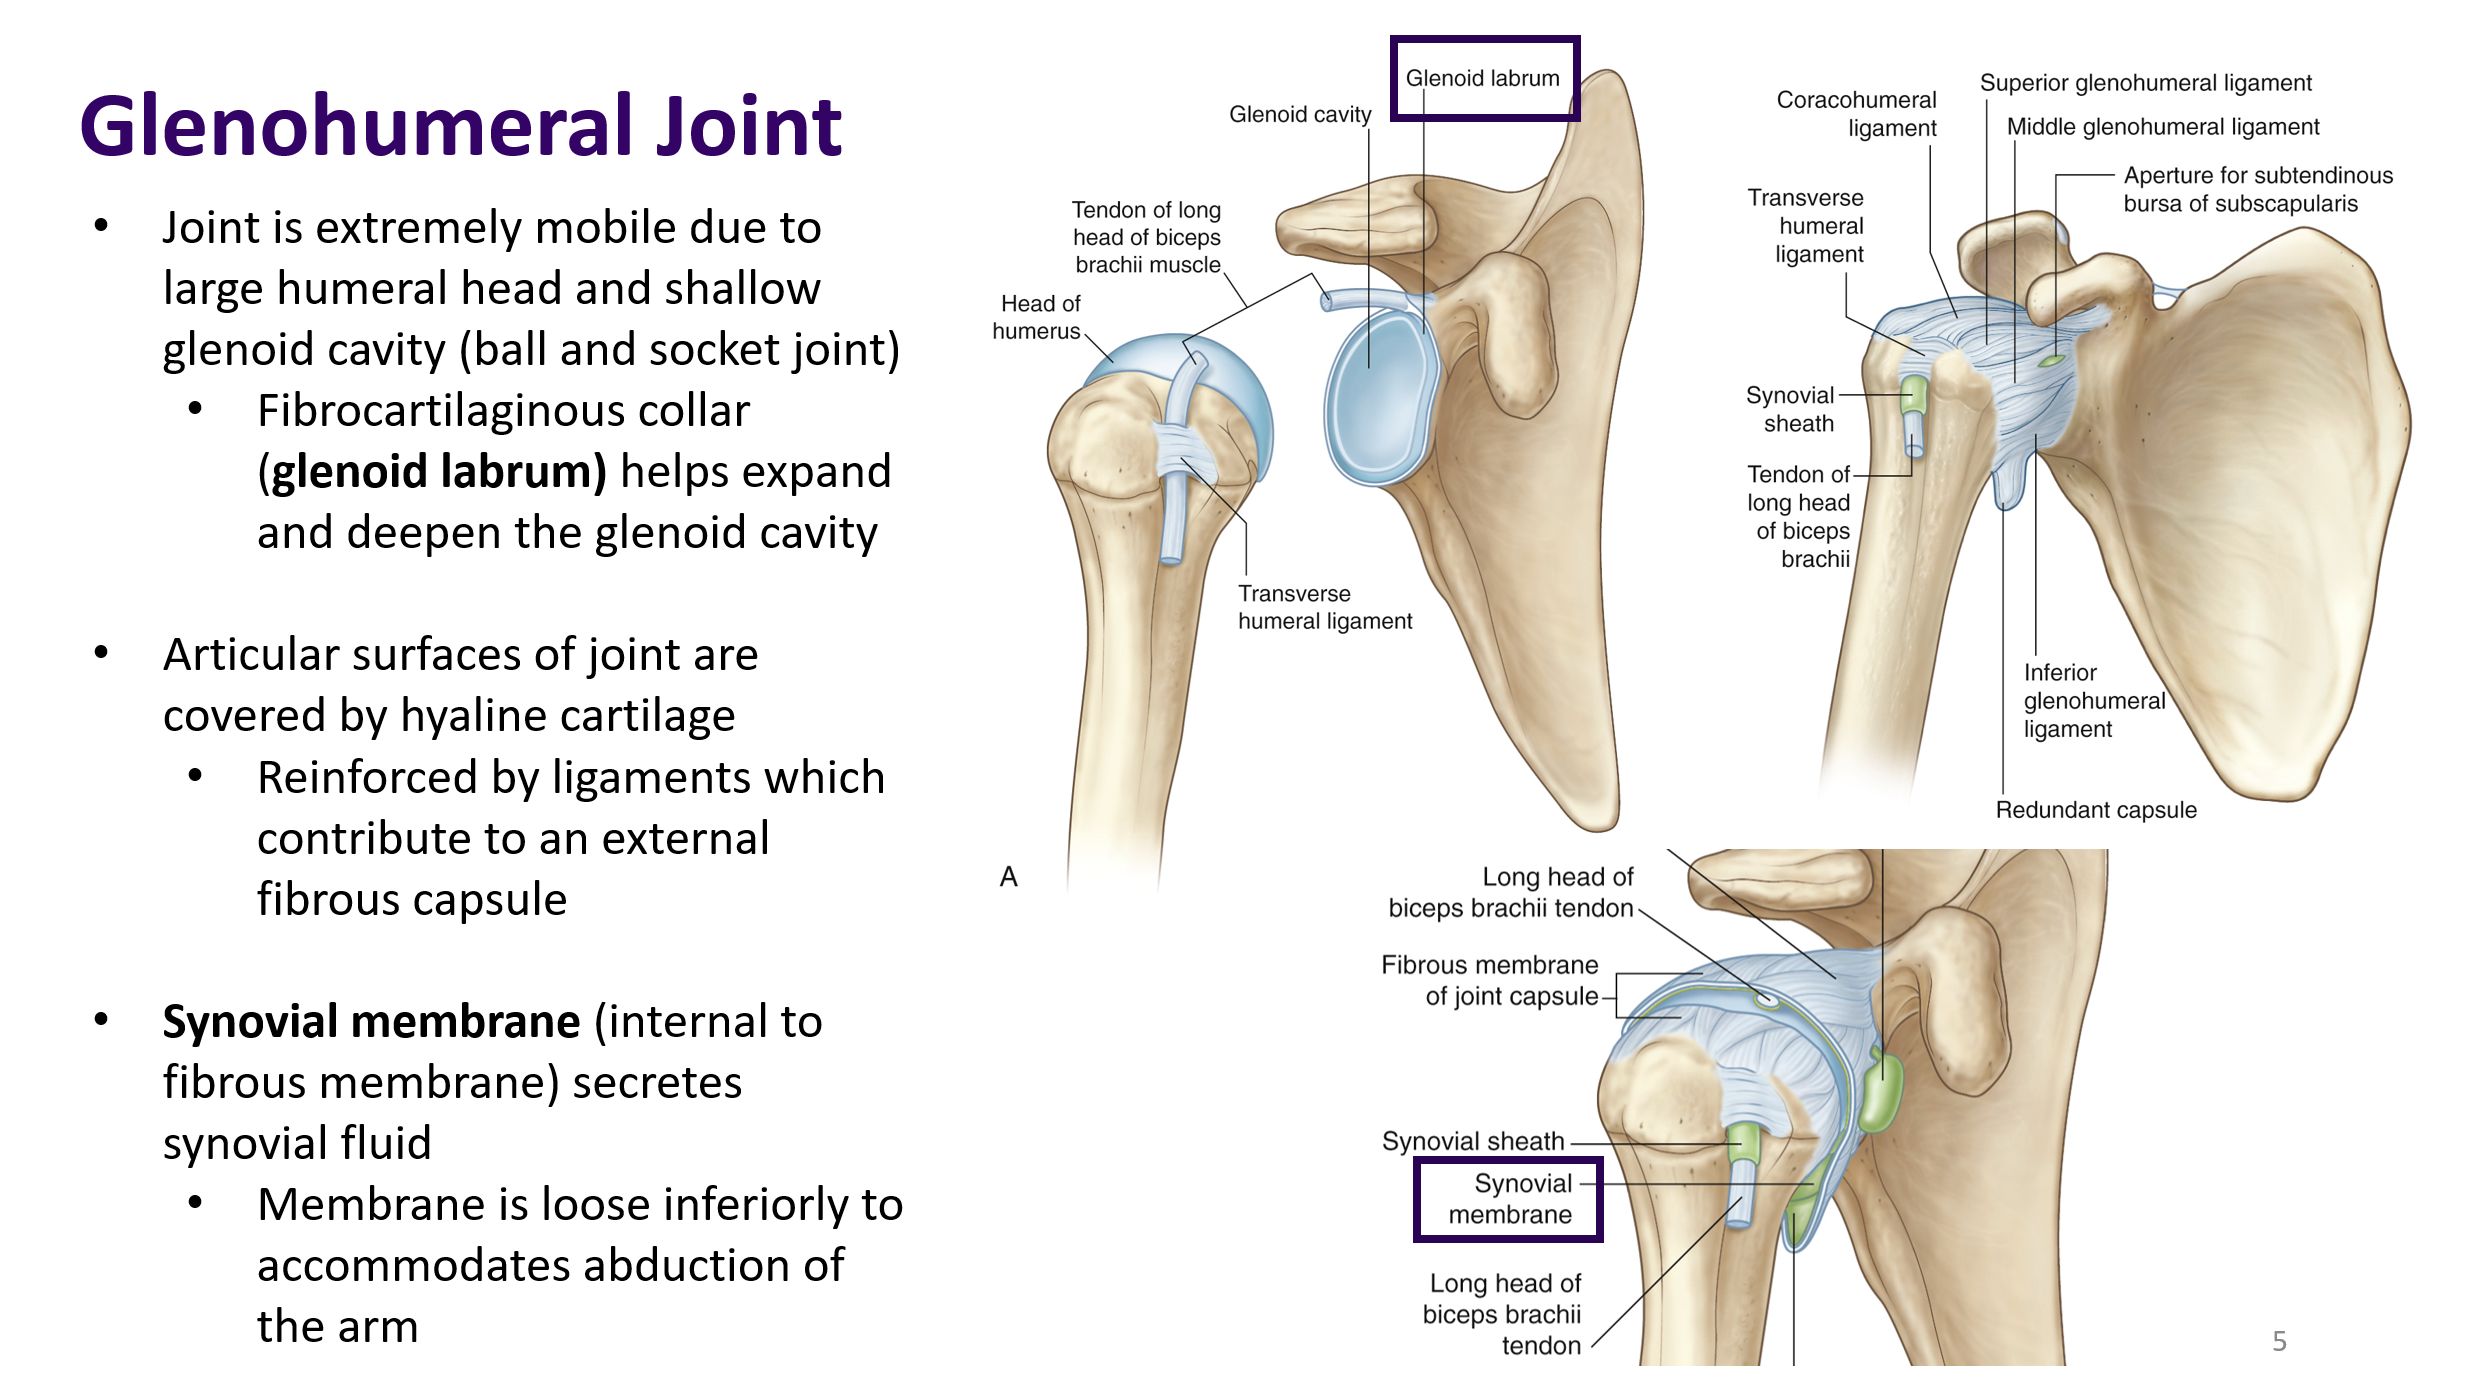 Glenohumeral Joint
• Joint is extremely mobile due to
large humeral head and shallow
glenoid cavity (ball and socket joint)
• Fibrocartilaginous collar
(glenoid labrum) helps expand
and deepen the glenoid cavity
• Articular surfaces of joint are
covered by hyaline cartilage
• Reinforced by ligaments which
contribute to an external
fibrous capsule
• Synovial membrane (internal to
fibrous membrane) secretes
synovial fluid
• Membrane is loose inferiorly to
accommodates abduction of
the arm
Glenoid labrum
Glenoid cavity
Tendon of long
head of biceps
brachii muscle
Head of
humerus
Transverse
humeral ligament
A
Superior glenohumeral ligament
Coracohumeral
ligament
Middle glenohumeral ligament
Aperture for subtendinous
bursa of subscapularis
Transverse
humeral
ligament
Synovial
sheath
Tendon of
long head
of biceps
brachii
Inferior
glenohumeral
ligament
Redundant capsule
Long head of
biceps brachii tendon
Fibrous membrane
of joint capsule
Synovial sheath
Synovial
membrane
Long head of
biceps brachii
tendon
5